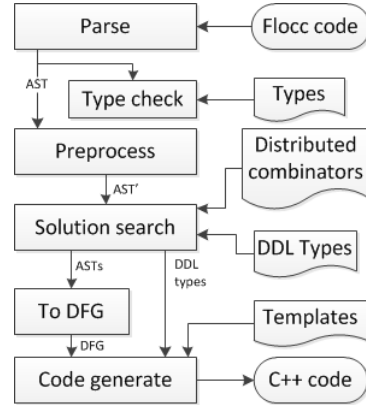 Parse
Flocc code
AST
Type check
Types
Preprocess
Distributed
combinators
AST'
Solution search
DDL Types
ASTs
DDL
types
To DFG
Templates
DFG
Code generate
C++ code